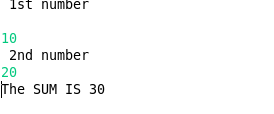 1st number
10
2nd number
20
The SUM IS 30